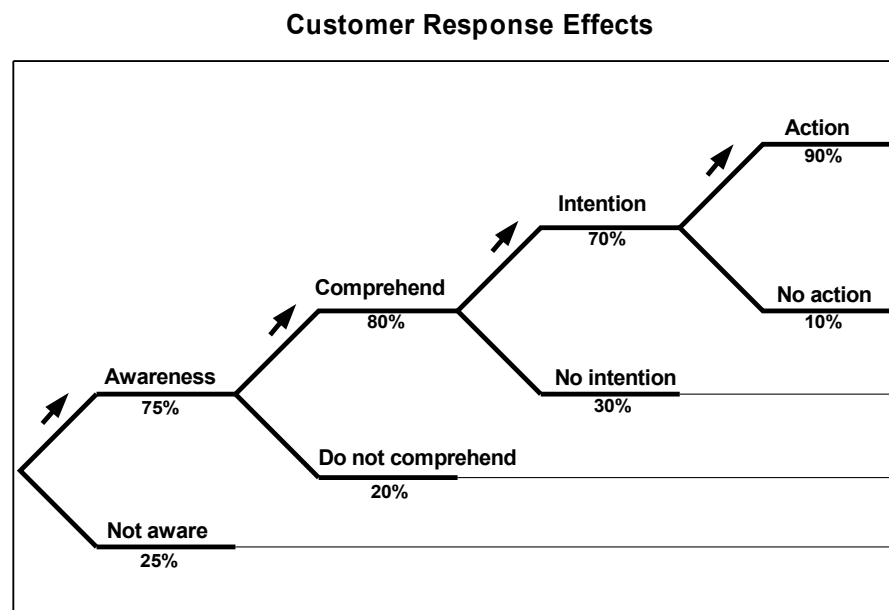 Customer Response Effects
Action
90%
Intention
70%
No action
10%
Comprehend
80%
No intention
30%
Awareness
75%
Do not comprehend
20%
Not aware
25%